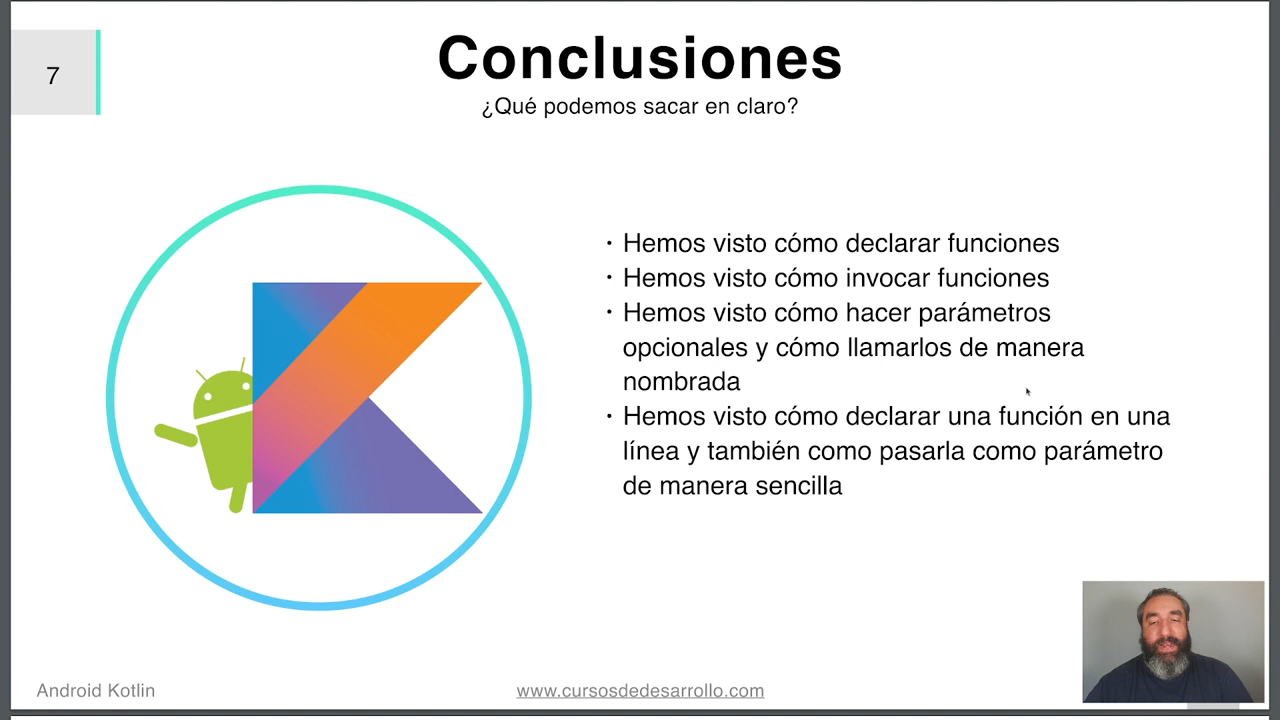 7
Conclusiones
¿Qué podemos sacar en claro?
· Hemos visto cómo declarar funciones
· Hemos visto cómo invocar funciones
· Hemos visto cómo hacer parámetros
opcionales y cómo llamarlos de manera
nombrada
· Hemos visto cómo declarar una función en una
línea y también como pasarla como parámetro
de manera sencilla
Android Kotlin
www.cursosdedesarrollo.com